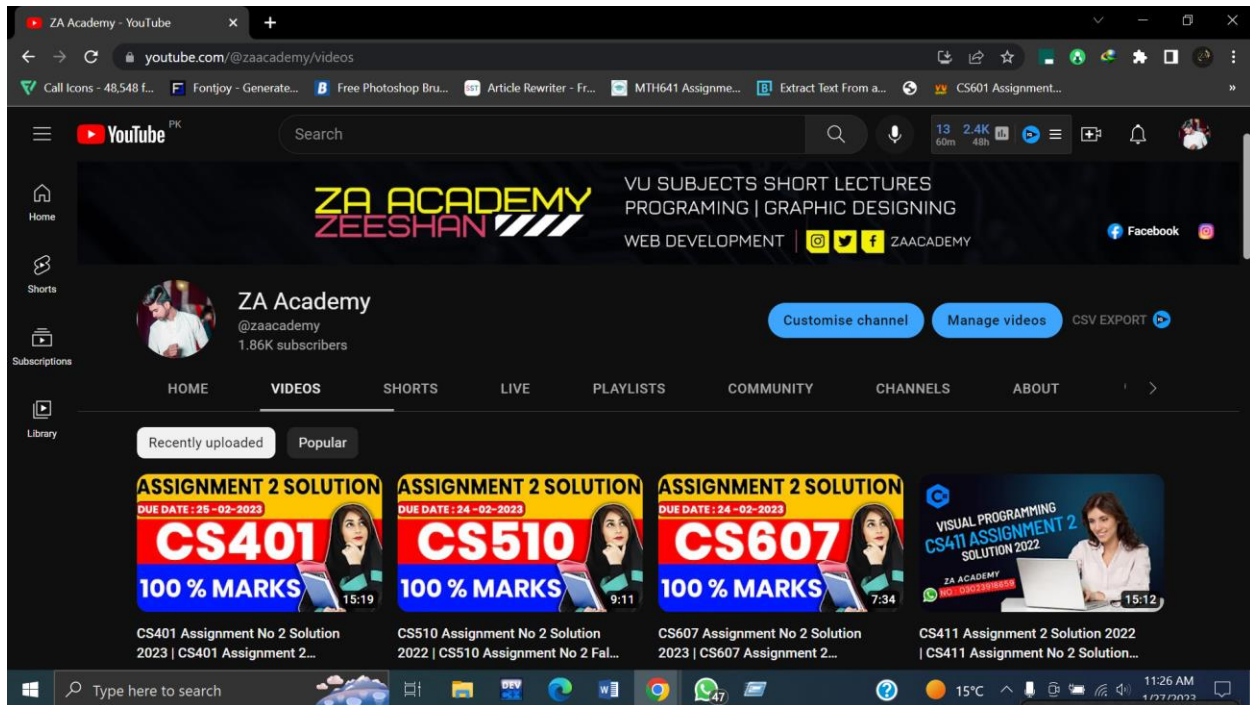 ZA Academy - YouTube
youtube.com/@zaacademy/videos
Call Icons - 48,548 f... Fontjoy - Generate... Free Photoshop Bru... Article Rewriter - Fr... MTH641 Assignme... Extract Text From a... CS601 Assignment... »
YouTube PK
Search
13 2.4K
60m 48h
Home
Shorts
Subscriptions
Library
ZA ACADEMY
ZEESHAN
VU SUBJECTS SHORT LECTURES
PROGRAMING | GRAPHIC DESIGNING
WEB DEVELOPMENT | ZAACADEMY
Facebook
ZA Academy
@zaacademy
1.86K subscribers
Customise channel Manage videos CSV EXPORT
HOME VIDEOS SHORTS LIVE PLAYLISTS COMMUNITY CHANNELS ABOUT
Recently uploaded Popular
ASSIGNMENT 2 SOLUTION
DUE DATE : 25 -02-2023
CS401
100 % MARKS
15:19
CS401 Assignment No 2 Solution
2023 | CS401 Assignment 2...
ASSIGNMENT 2 SOLUTION
DUE DATE : 24 -02-2023
CS510
100 % MARKS
9:11
CS510 Assignment No 2 Solution
2022 | CS510 Assignment No 2 Fal...
ASSIGNMENT 2 SOLUTION
DUE DATE : 24 -02-2023
CS607
100 % MARKS
7:34
CS607 Assignment No 2 Solution
2023 | CS607 Assignment 2...
VISUAL PROGRAMMING
CS411 ASSIGNMENT 2
SOLUTION 2022
ZA ACADEMY
NO : 03023918659
15:12
CS411 Assignment 2 Solution 2022
| CS411 Assignment No 2 Solution...
Type here to search
DEV
47
15°C
11:26 AM
1/27/2023